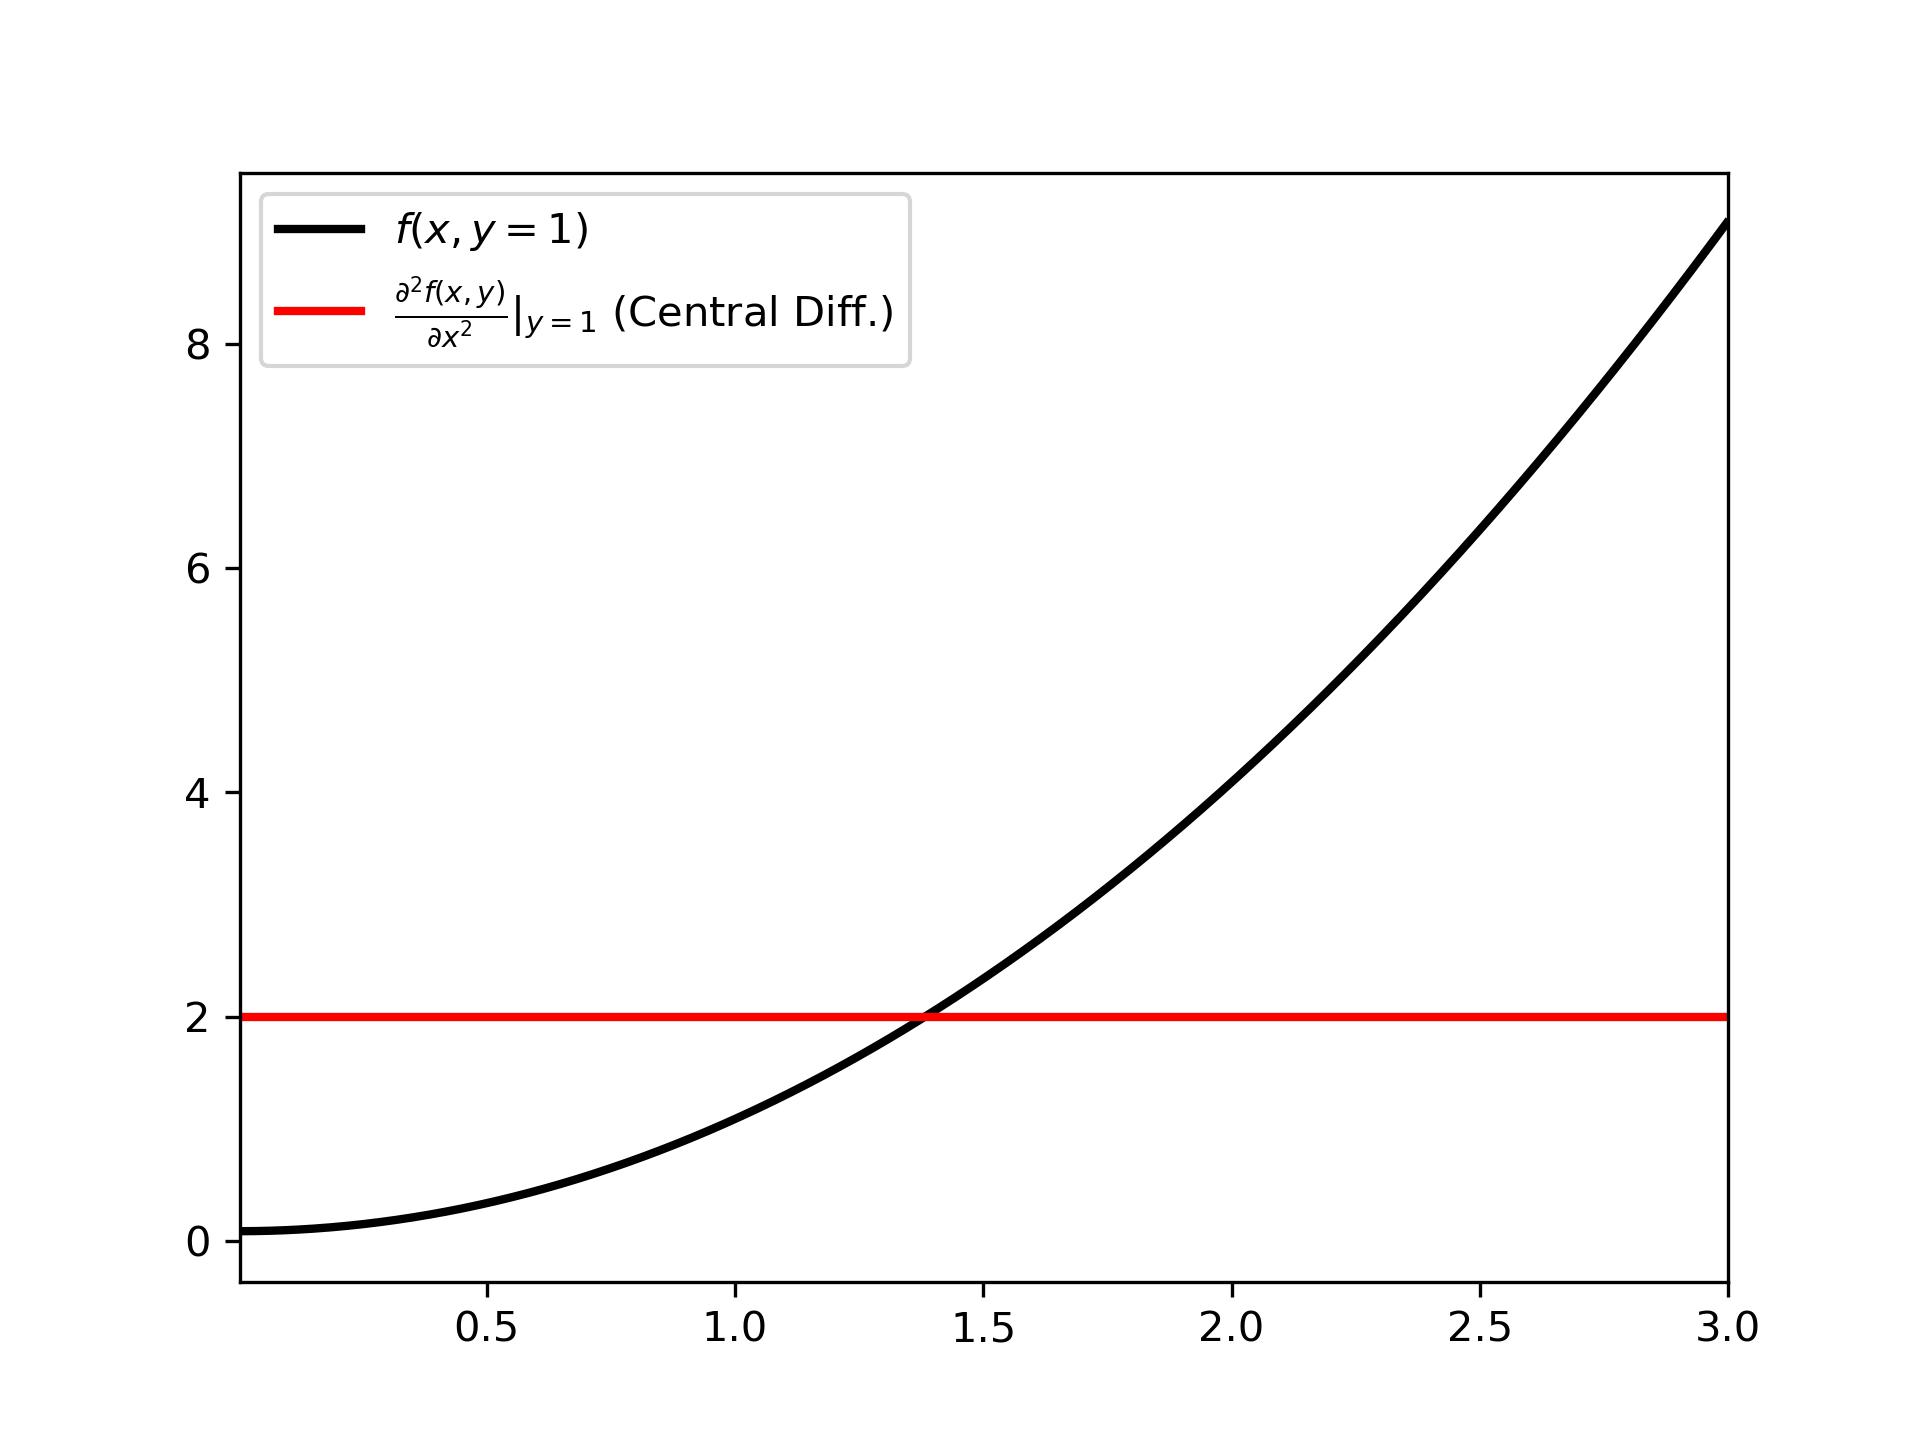 f(x, y = 1)
∂²f(x, y)/∂x² |y = 1 (Central Diff.)
8
6
4
2
0
0.5 1.0 1.5 2.0 2.5 3.0